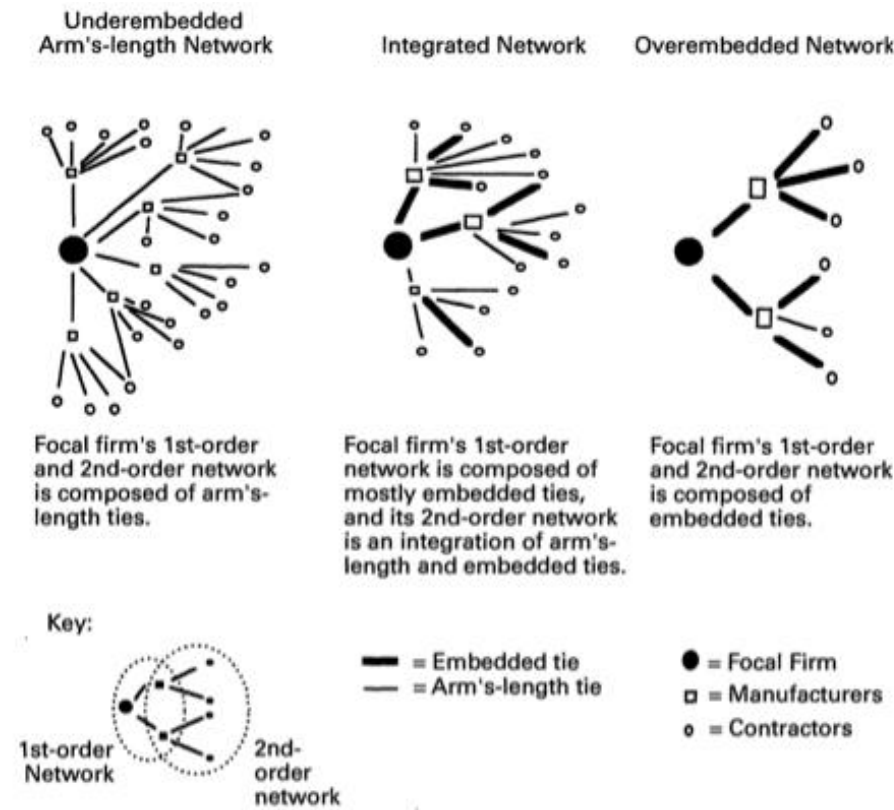 Underembedded
Arm's-length Network
Integrated Network
Overembedded Network
Focal firm's 1st-order
and 2nd-order network
is composed of arm's-
length ties.
Focal firm's 1st-order
network is composed of
mostly embedded ties,
and its 2nd-order network
is an integration of arm's-
length and embedded ties.
Focal firm's 1st-order
and 2nd-order network
is composed of
embedded ties.
Key:
1st-order
Network
2nd-
order
network
= Embedded tie
= Arm's-length tie
= Focal Firm
= Manufacturers
= Contractors